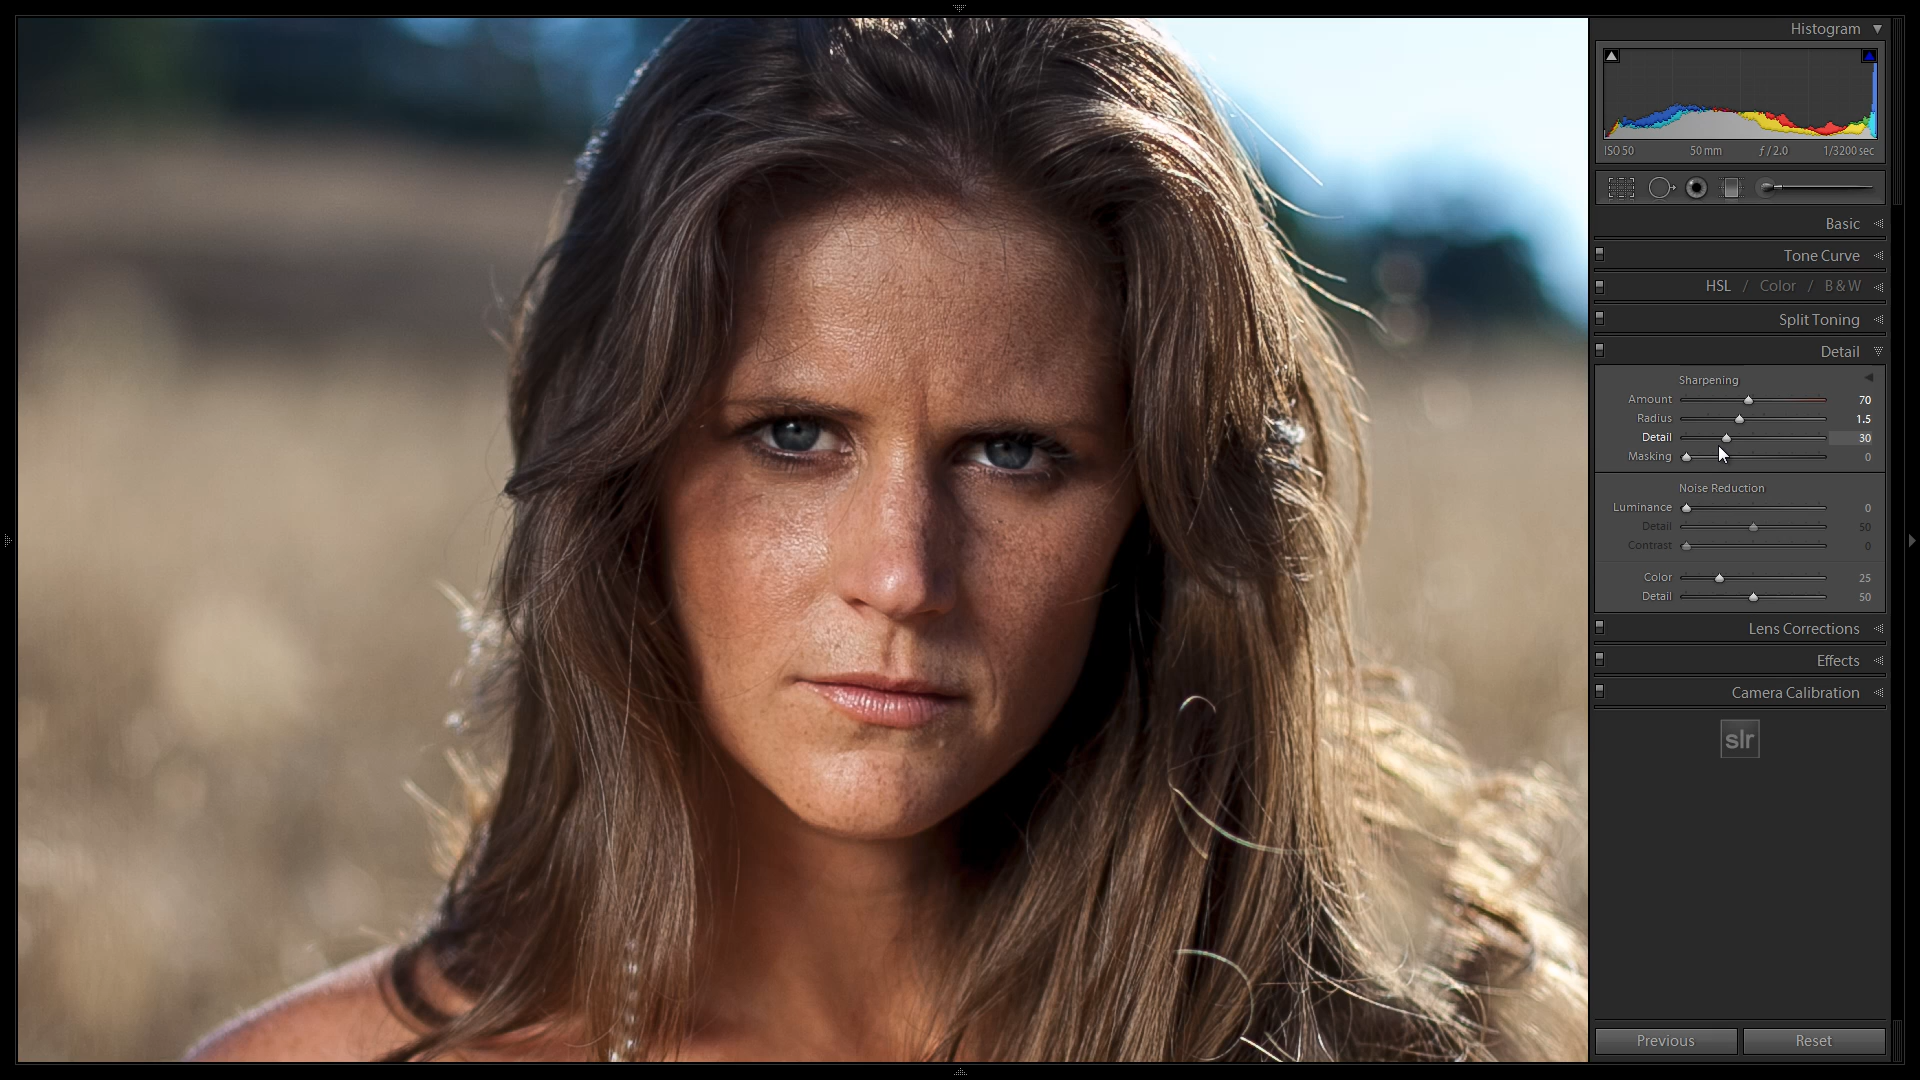 Histogram
ISO 50 50 mm ƒ / 2.0 1/3200 sec
Basic
Tone Curve
HSL / Color / B & W
Split Toning
Detail
Sharpening
Amount 70
Radius 1.5
Detail 30
Masking 0
Noise Reduction
Luminance 0
Detail 50
Contrast 0
Color 25
Detail 50
Lens Corrections
Effects
Camera Calibration
slr
Previous Reset